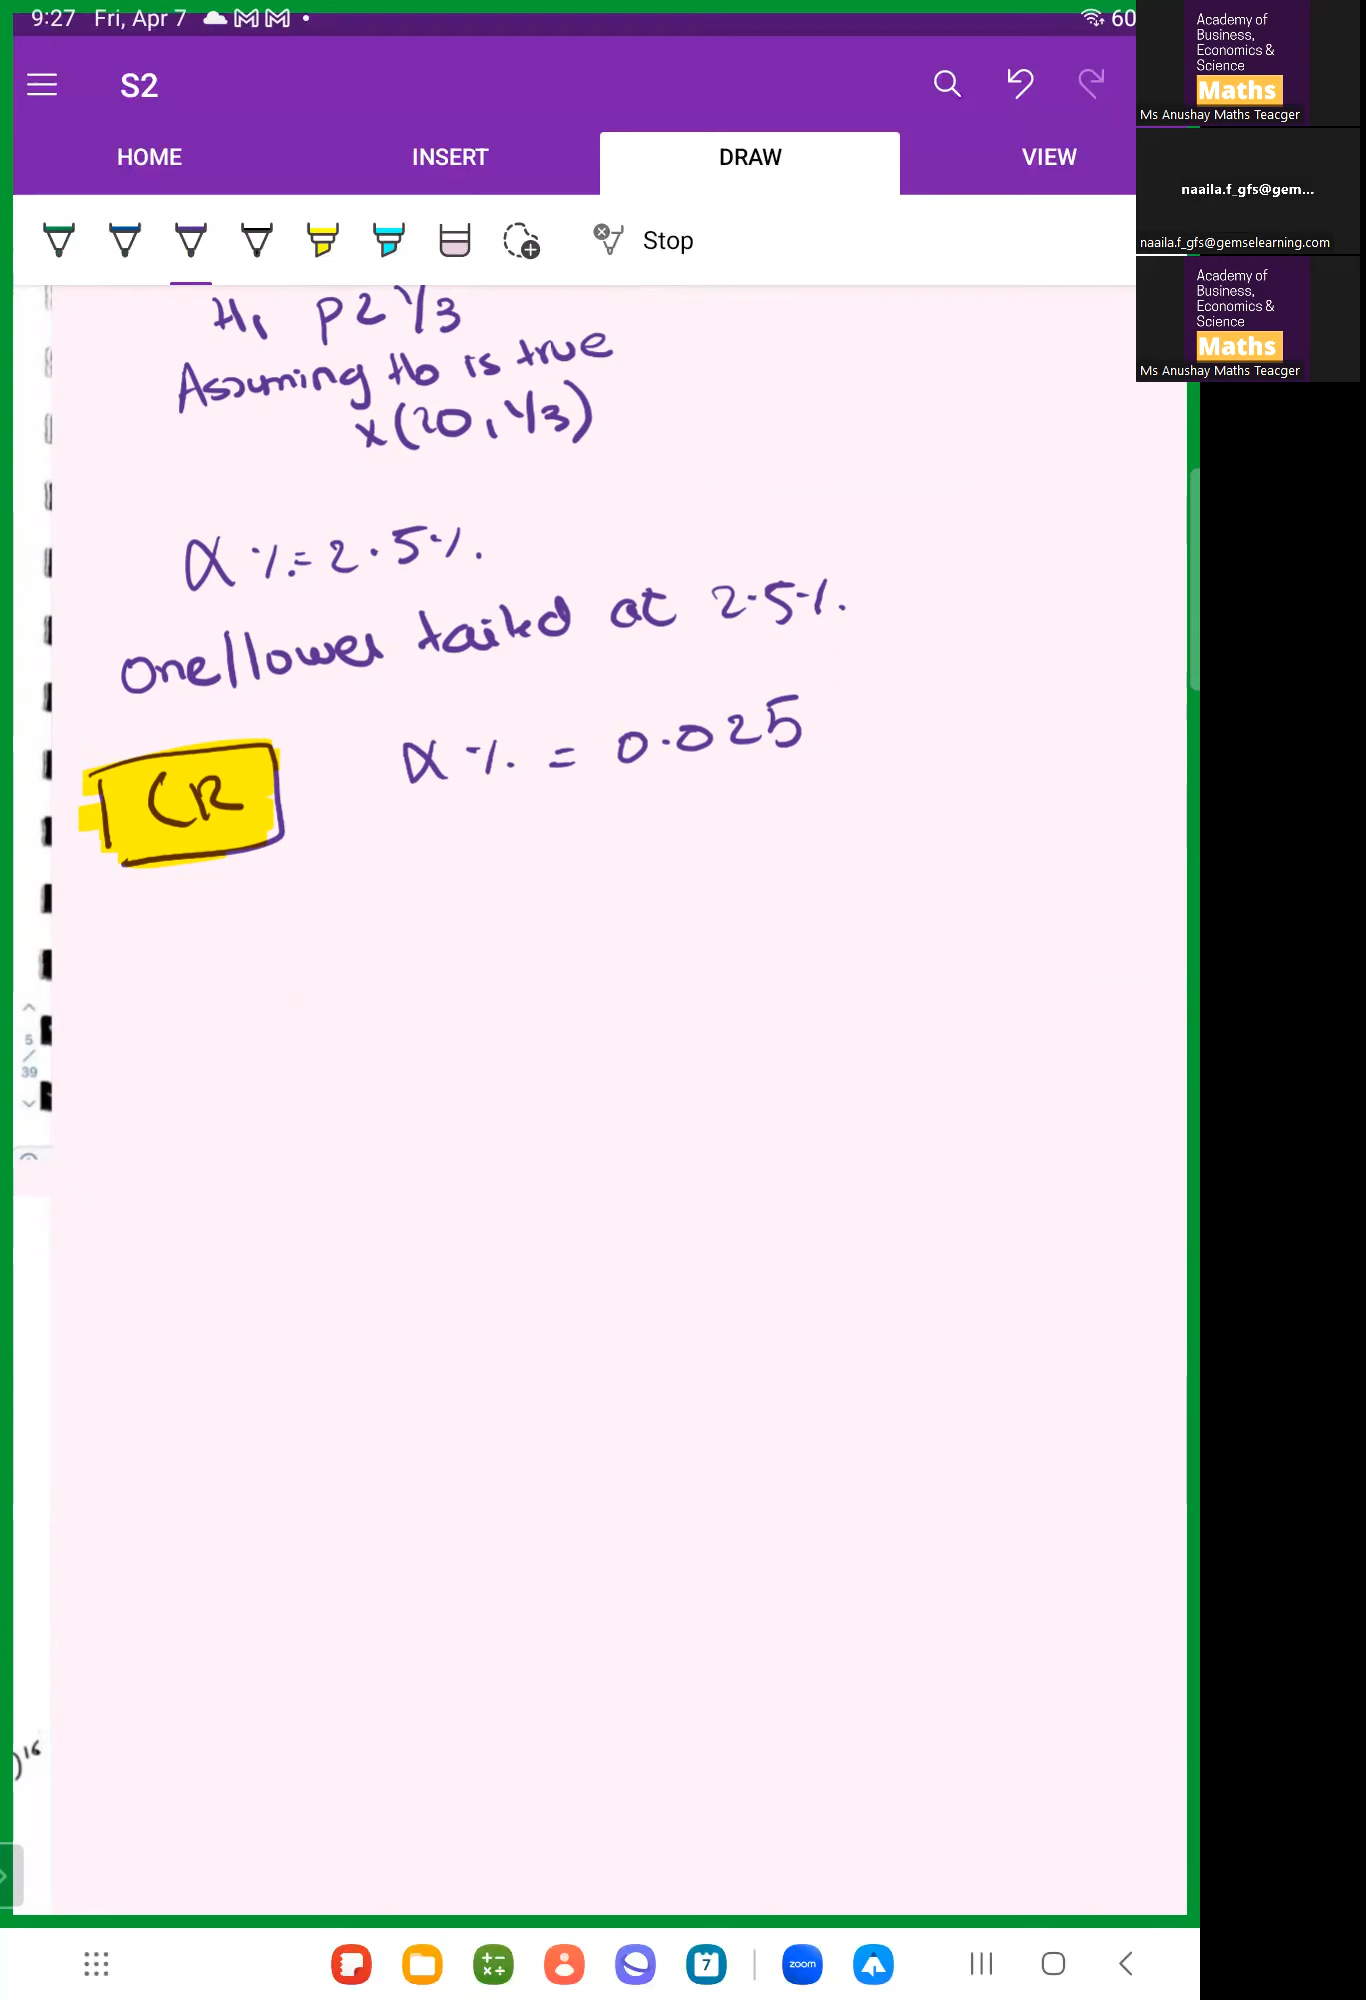 9:27 Fri, Apr 7
60
S2
HOME INSERT DRAW VIEW
Stop
Academy of
Business,
Economics &
Science
Maths
Ms Anushay Maths Teacger
naaila.f_gfs@gem...
naaila.f_gfs@gemselearning.com
Academy of
Business,
Economics &
Science
Maths
Ms Anushay Maths Teacger
H1 p2 1/3
Assuming Ho is true
x(20, 1/3)
α % = 2.5%.
One/lower tailed at 2.5%.
CR
α % = 0.025
5
/
39
)16
7
zoom